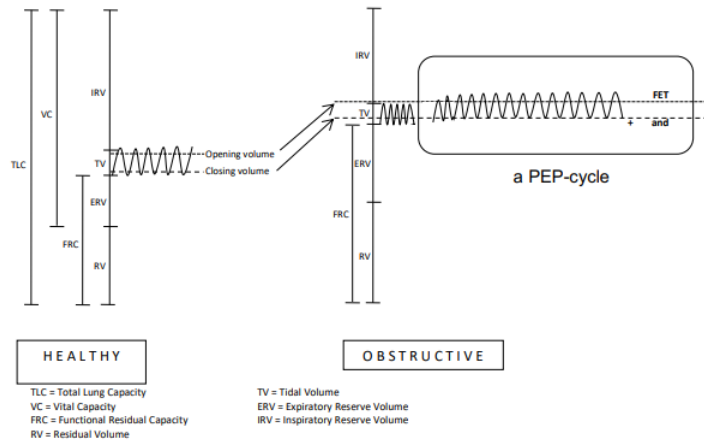 IRV
VC
TLC
TV
Opening volume
Closing volume
ERV
FRC
RV
IRV
TV
ERV
FRC
RV
FET
+ and
a PEP-cycle
HEALTHY
OBSTRUCTIVE
TLC = Total Lung Capacity
VC = Vital Capacity
FRC = Functional Residual Capacity
RV = Residual Volume
TV = Tidal Volume
ERV = Expiratory Reserve Volume
IRV = Inspiratory Reserve Volume